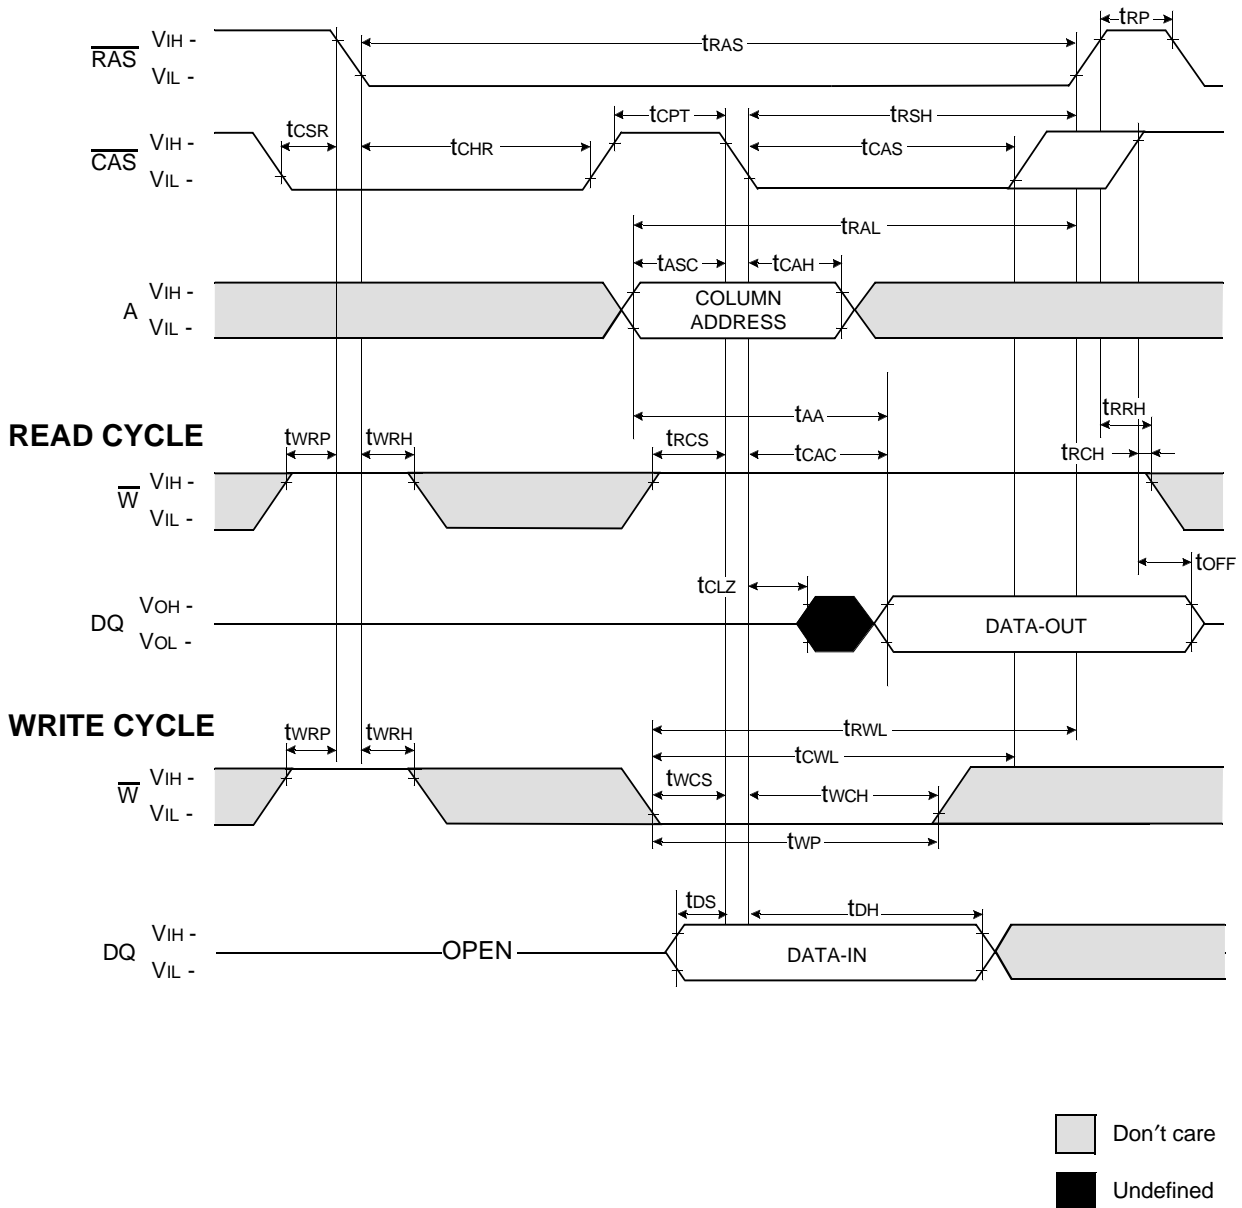 tRP
RAS
VIH -
VIL -
tRAS
CAS
VIH -
VIL -
tCSR
tCHR
tCPT
tRSH
tCAS
tRAL
tASC
tCAH
A
VIH -
VIL -
COLUMN
ADDRESS
READ CYCLE
tWRP
tWRH
tAA
tRCS
tCAC
tRRH
tRCH
W
VIH -
VIL -
tOFF
tCLZ
DQ
VOH -
VOL -
DATA-OUT
WRITE CYCLE
tWRP
tWRH
tRWL
tCWL
W
VIH -
VIL -
tWCS
tWCH
tWP
tDS
tDH
DQ
VIH -
VIL -
OPEN
DATA-IN
Don′t care
Undefined